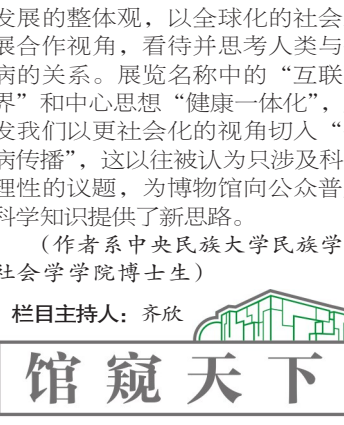 发展的整体观，以全球化的社会
展合作视角，看待并思考人类与
病的关系。展览名称中的“互联
界”和中心思想“健康一体化”，
发我们以更社会化的视角切入“
病传播”，这以往被认为只涉及科
理性的议题，为博物馆向公众普
科学知识提供了新思路。
（作者系中央民族大学民族学
社会学学院博士生）
栏目主持人：齐欣
馆窥天下